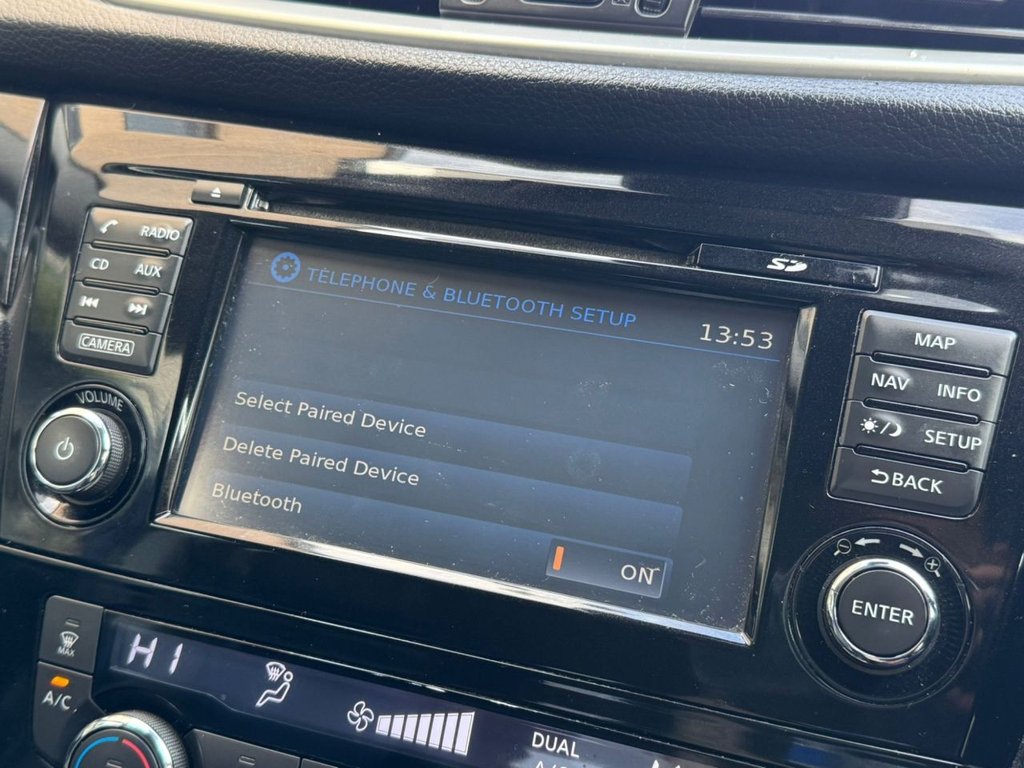 RADIO
CD AUX
CAMERA
VOLUME
SD
TELEPHONE & BLUETOOTH SETUP
13:53
Select Paired Device
Delete Paired Device
Bluetooth
ON
MAP
NAV INFO
SETUP
BACK
ENTER
MAX
A/C
HI
DUAL